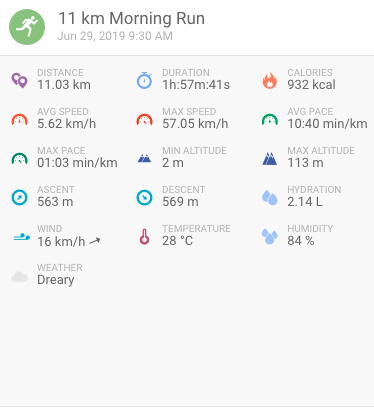 11 km Morning Run
Jun 29, 2019 9:30 AM
DISTANCE DURATION CALORIES
11.03 km 1h:57m:41s 932 kcal
AVG SPEED MAX SPEED AVG PACE
5.62 km/h 57.05 km/h 10:40 min/km
MAX PACE MIN ALTITUDE MAX ALTITUDE
01:03 min/km 2 m 113 m
ASCENT DESCENT HYDRATION
563 m 569 m 2.14 L
WIND TEMPERATURE HUMIDITY
16 km/h 28 °C 84 %
WEATHER
Dreary